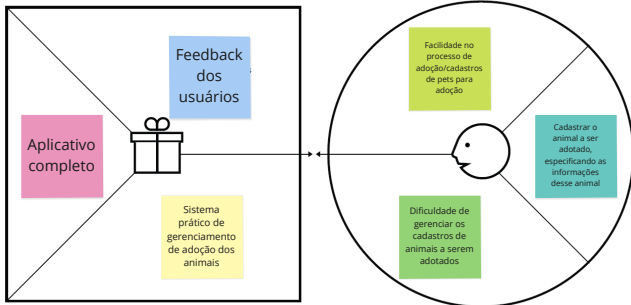 Feedback
dos
usuários
Aplicativo
completo
Sistema
prático de
gerenciamento
de adoção dos
animais
Facilidade no
processo de
adoção/cadastros
de pets para
adoção
Cadastrar o
animal a ser
adotado,
especificando as
informações
desse animal
Dificuldade de
gerenciar os
cadastros de
animais a serem
adotados